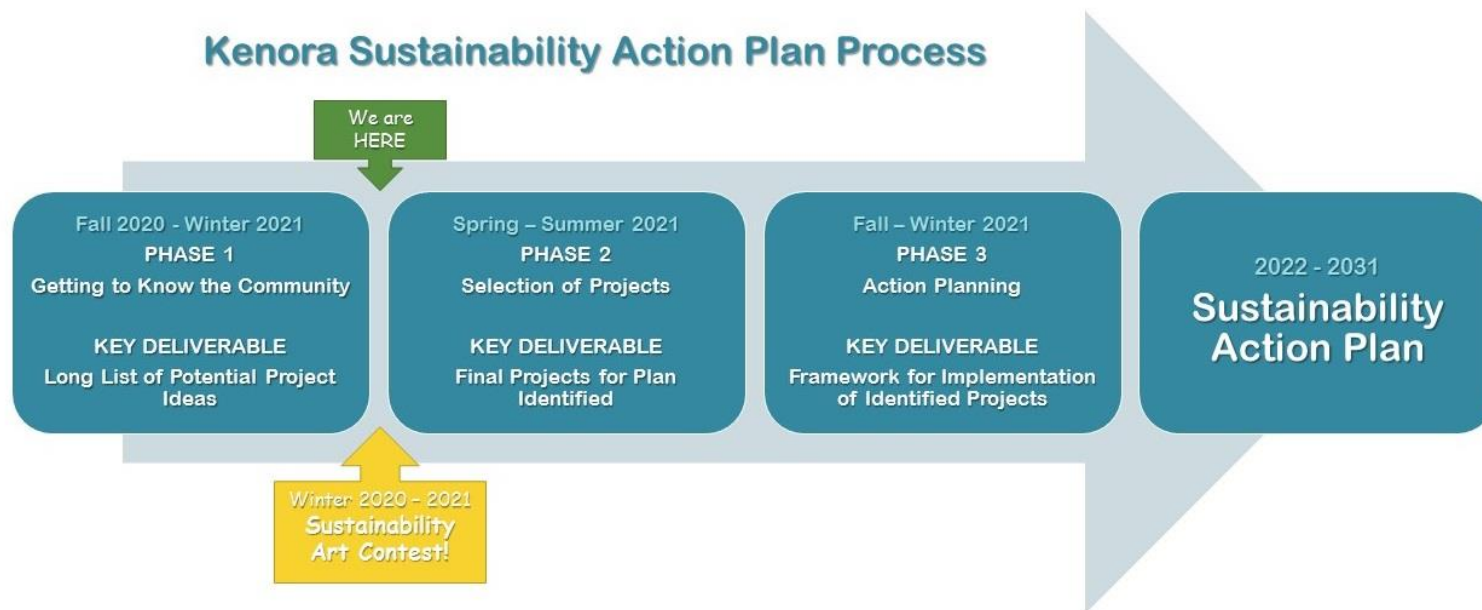 Kenora Sustainability Action Plan Process
We are
HERE
Fall 2020 - Winter 2021
PHASE 1
Getting to Know the Community
KEY DELIVERABLE
Long List of Potential Project
Ideas
Spring – Summer 2021
PHASE 2
Selection of Projects
KEY DELIVERABLE
Final Projects for Plan
Identified
Fall – Winter 2021
PHASE 3
Action Planning
KEY DELIVERABLE
Framework for Implementation
of Identified Projects
2022 - 2031
Sustainability
Action Plan
Winter 2020 – 2021
Sustainability
Art Contest!